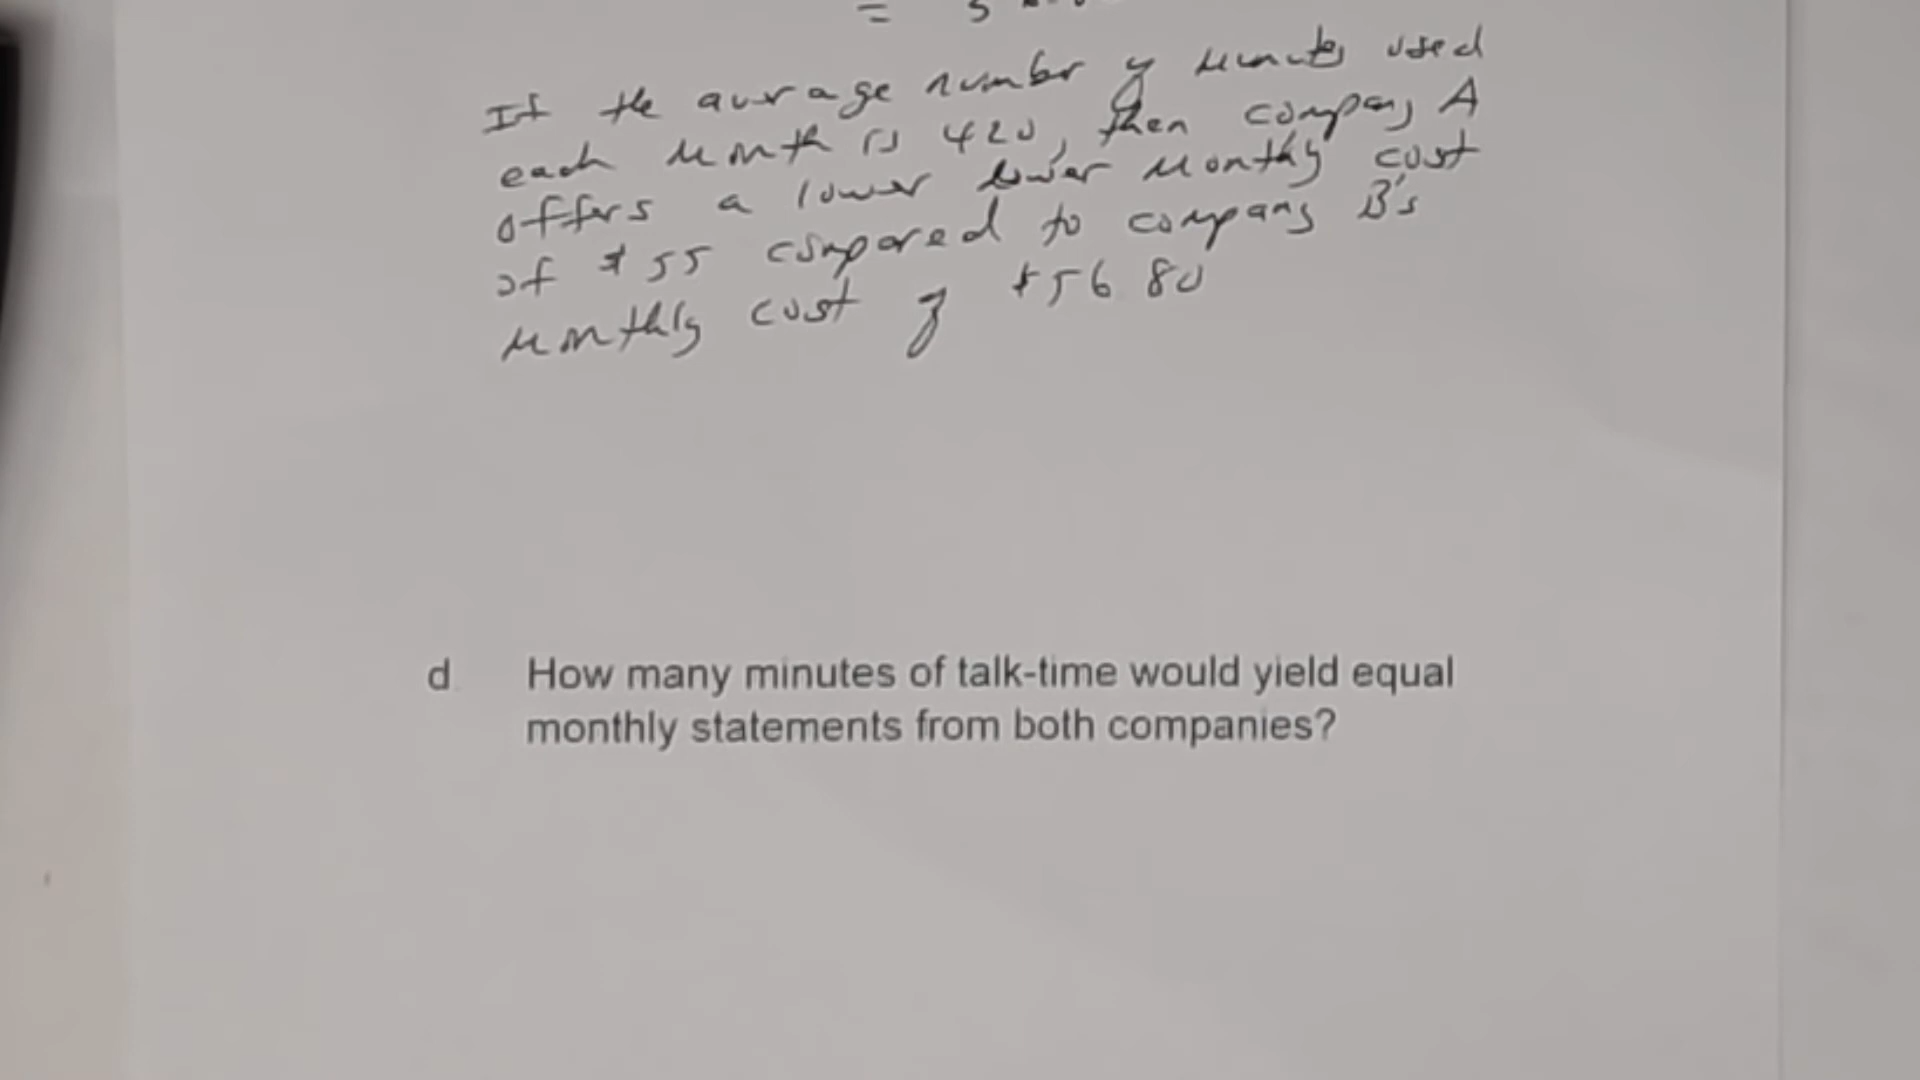 = 5
If the average number of minutes used
each month is 420, then company A
offers a lower lower monthly cost
of $55 compared to company B's
monthly cost of $56 80
d How many minutes of talk-time would yield equal
monthly statements from both companies?